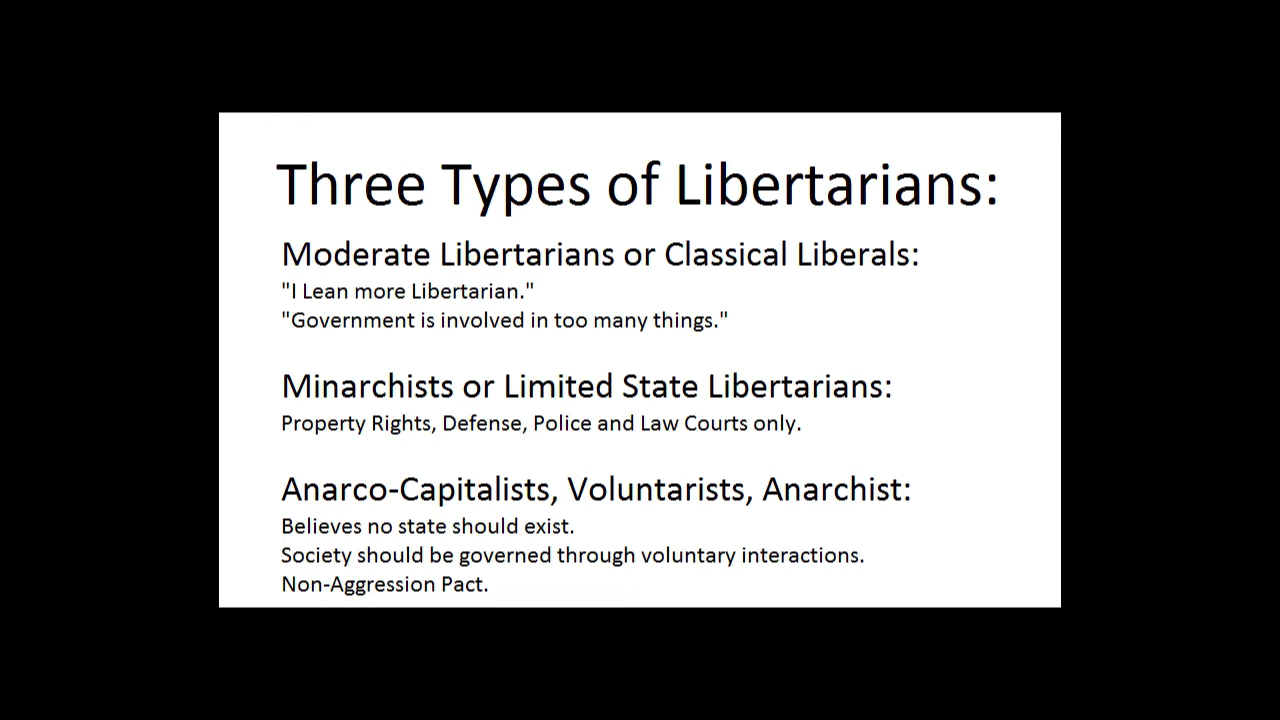 Three Types of Libertarians:
Moderate Libertarians or Classical Liberals:
"I Lean more Libertarian."
"Government is involved in too many things."
Minarchists or Limited State Libertarians:
Property Rights, Defense, Police and Law Courts only.
Anarco-Capitalists, Voluntarists, Anarchist:
Believes no state should exist.
Society should be governed through voluntary interactions.
Non-Aggression Pact.